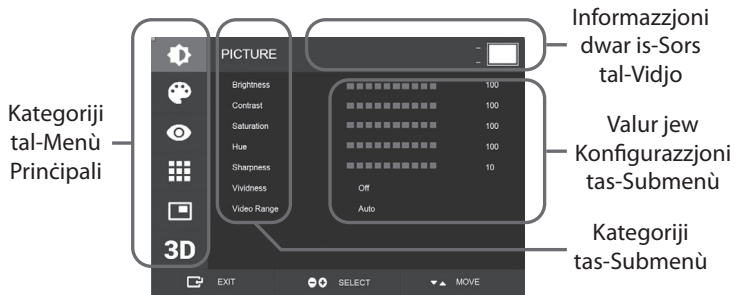 Informazzjoni
dwar is-Sors
tal-Vidjo
Kategoriji
tal-Menù
Prinċipali
PICTURE
Brightness 100
Contrast 100
Saturation 100
Hue 100
Sharpness 10
Vividness Off
Video Range Auto
3D
EXIT SELECT MOVE
Valur jew
Konfigurazzjoni
tas-Submenù
Kategoriji
tas-Submenù